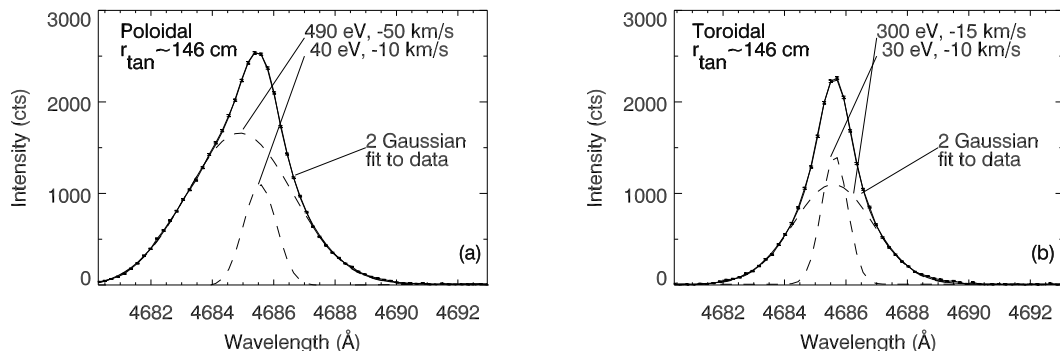 Poloidal
r_tan ~146 cm
490 eV, -50 km/s
40 eV, -10 km/s
2 Gaussian
fit to data
(a)
Intensity (cts)
3000
2000
1000
0
4682 4684 4686 4688 4690 4692
Wavelength (Å)
Toroidal
r_tan ~146 cm
300 eV, -15 km/s
30 eV, -10 km/s
2 Gaussian
fit to data
(b)
Intensity (cts)
3000
2000
1000
0
4682 4684 4686 4688 4690 4692
Wavelength (Å)